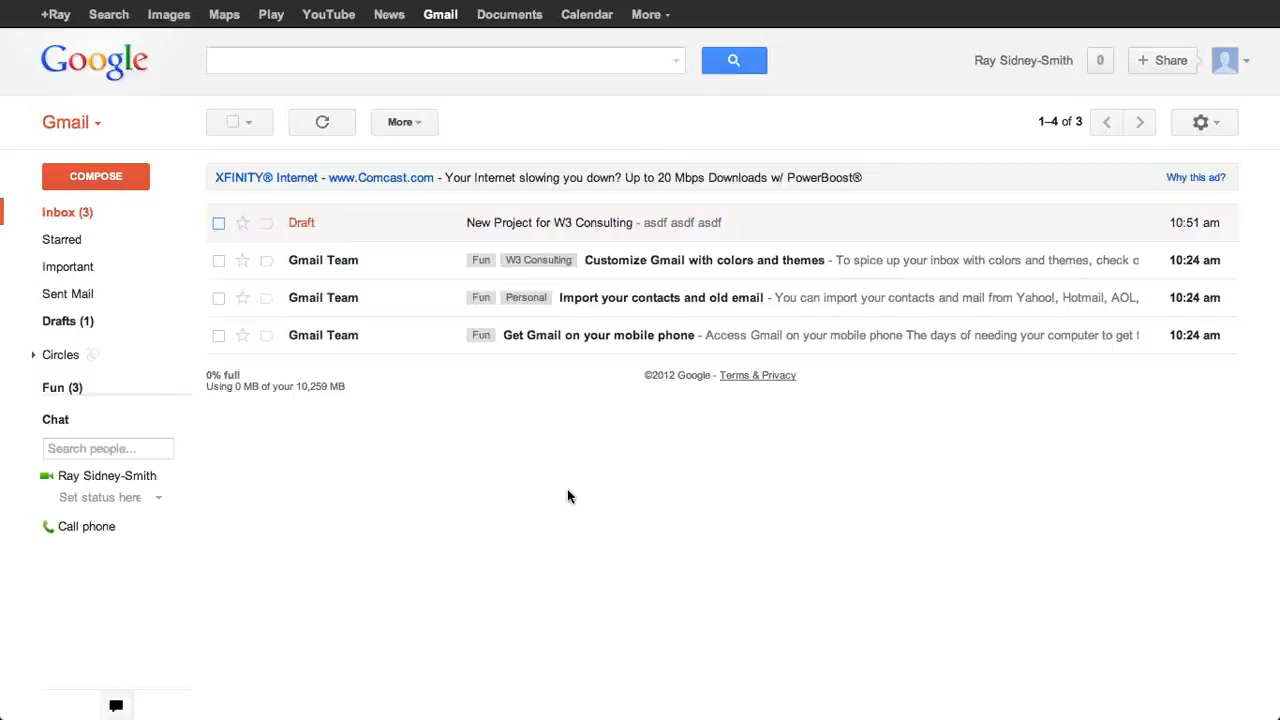 +Ray Search Images Maps Play YouTube News Gmail Documents Calendar More
Google Ray Sidney-Smith 0 + Share
Gmail More 1–4 of 3
COMPOSE
XFINITY® Internet - www.Comcast.com - Your Internet slowing you down? Up to 20 Mbps Downloads w/ PowerBoost® Why this ad?
Inbox (3)
Draft New Project for W3 Consulting - asdf asdf asdf 10:51 am
Starred
Gmail Team Fun W3 Consulting Customize Gmail with colors and themes - To spice up your inbox with colors and themes, check c 10:24 am
Important
Sent Mail
Gmail Team Fun Personal Import your contacts and old email - You can import your contacts and mail from Yahoo!, Hotmail, AOL, 10:24 am
Drafts (1)
Gmail Team Fun Get Gmail on your mobile phone - Access Gmail on your mobile phone The days of needing your computer to get 10:24 am
Circles
0% full
Using 0 MB of your 10,259 MB
©2012 Google - Terms & Privacy
Fun (3)
Chat
Search people...
Ray Sidney-Smith
Set status here
Call phone